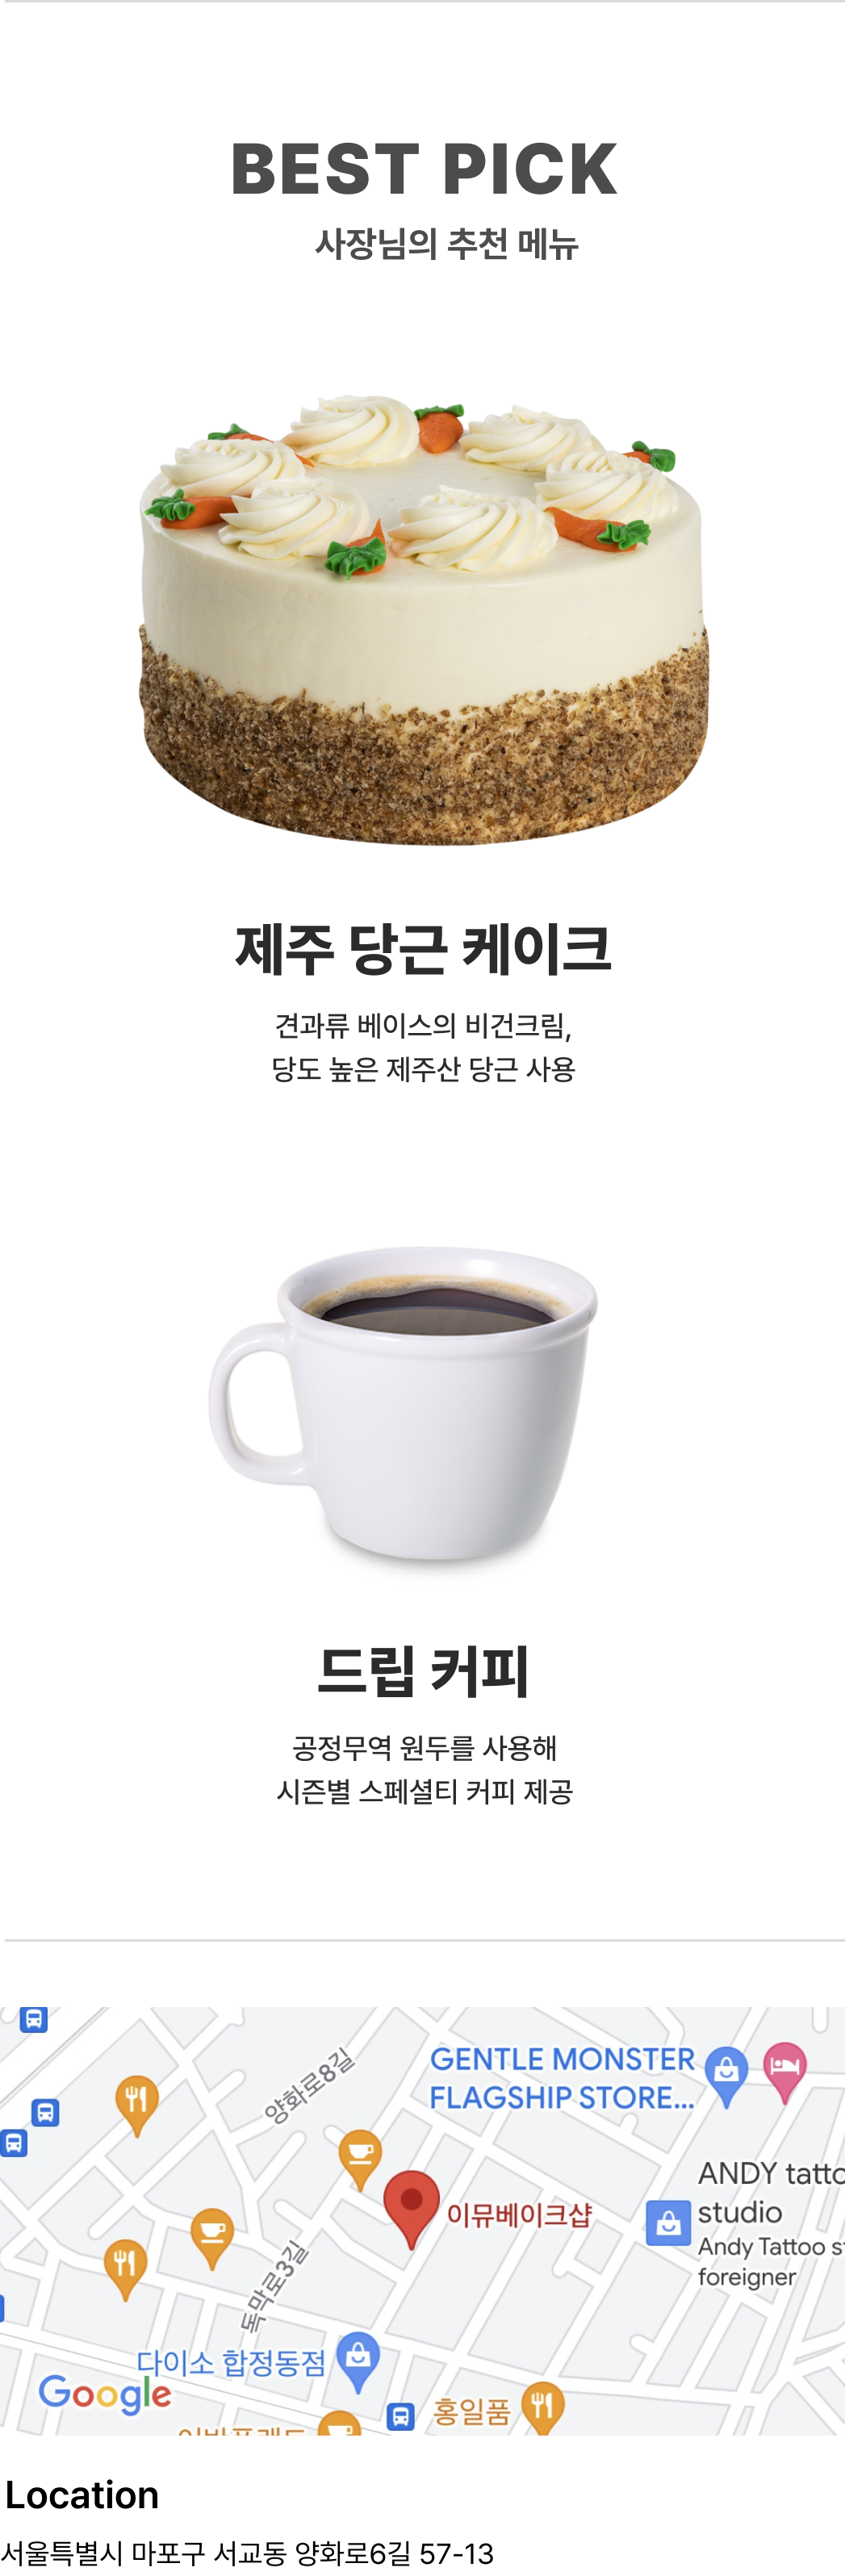 BEST PICK
사장님의 추천 메뉴
제주 당근 케이크
견과류 베이스의 비건크림,
당도 높은 제주산 당근 사용
드립 커피
공정무역 원두를 사용해
시즌별 스페셜티 커피 제공
양화로8길
GENTLE MONSTER
FLAGSHIP STORE...
ANDY tatto
studio
Andy Tattoo s
foreigner
이뮤베이크샵
독막로3길
다이소 합정동점
Google
홍일품
Location
서울특별시 마포구 서교동 양화로6길 57-13